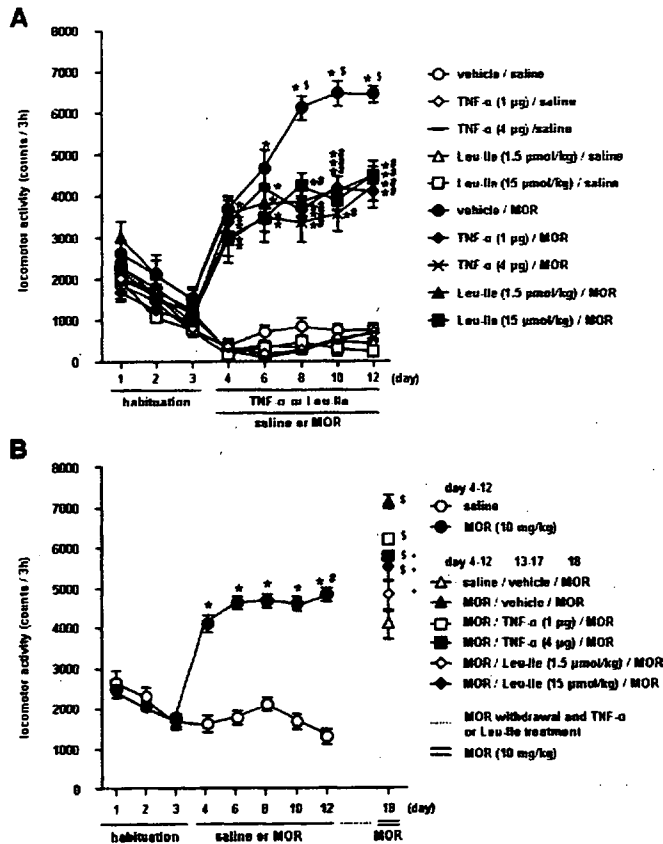 A
locomotor activity (counts / 3h)
8000
7000
6000
5000
4000
3000
2000
1000
0
1 2 3 4 6 8 10 12 (day)
habituation
TNF-α or Leu-Ile
saline or MOR
vehicle / saline
TNF-α (1 µg) / saline
TNF-α (4 µg) /saline
Leu-Ile (1.5 µmol/kg) / saline
Leu-Ile (15 µmol/kg) / saline
vehicle / MOR
TNF-α (1 µg) / MOR
TNF-α (4 µg) / MOR
Leu-Ile (1.5 µmol/kg) / MOR
Leu-Ile (15 µmol/kg) / MOR
B
locomotor activity (counts / 3h)
8000
7000
6000
5000
4000
3000
2000
1000
0
1 2 3 4 6 8 10 12 18 (day)
habituation
saline or MOR
MOR
day 4-12
saline
MOR (10 mg/kg)
day 4-12 13-17 18
saline / vehicle / MOR
MOR / vehicle / MOR
MOR / TNF-α (1 µg) / MOR
MOR / TNF-α (4 µg) / MOR
MOR / Leu-Ile (1.5 µmol/kg) / MOR
MOR / Leu-Ile (15 µmol/kg) / MOR
MOR withdrawal and TNF-α
or Leu-Ile treatment
MOR (10 mg/kg)